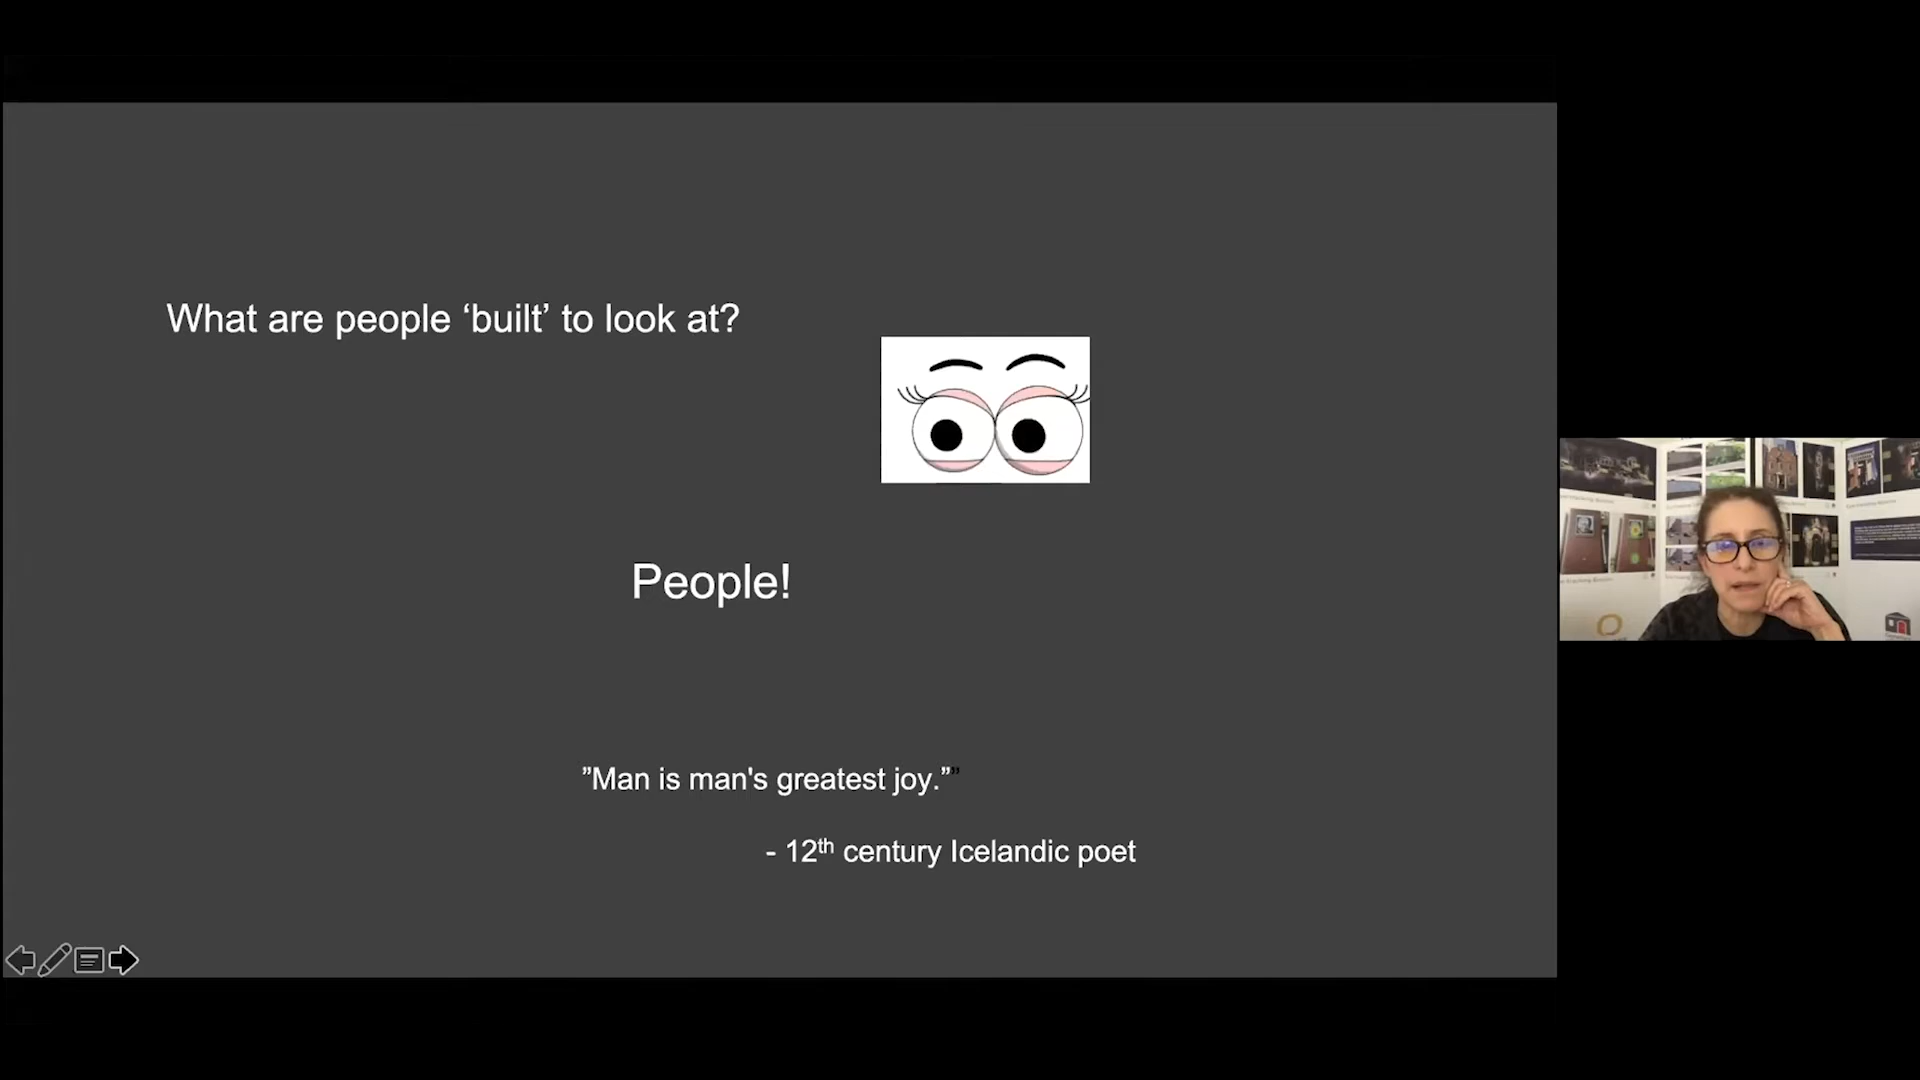 What are people ‘built’ to look at?
People!
”Man is man's greatest joy.””
- 12th century Icelandic poet